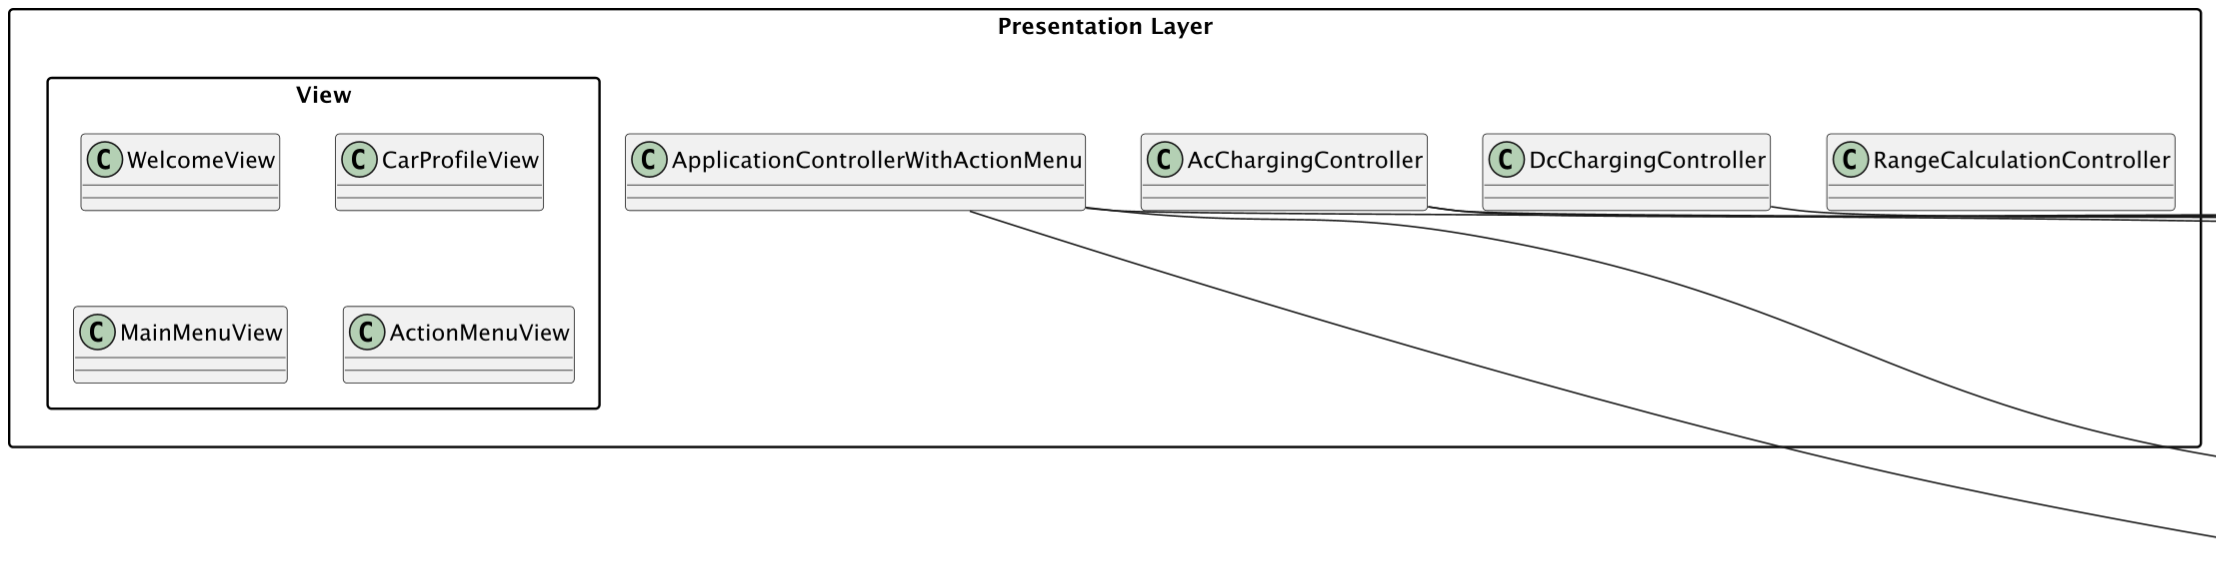 Presentation Layer
View
C WelcomeView
C CarProfileView
C ApplicationControllerWithActionMenu
C AcChargingController
C DcChargingController
C RangeCalculationController
C MainMenuView
C ActionMenuView